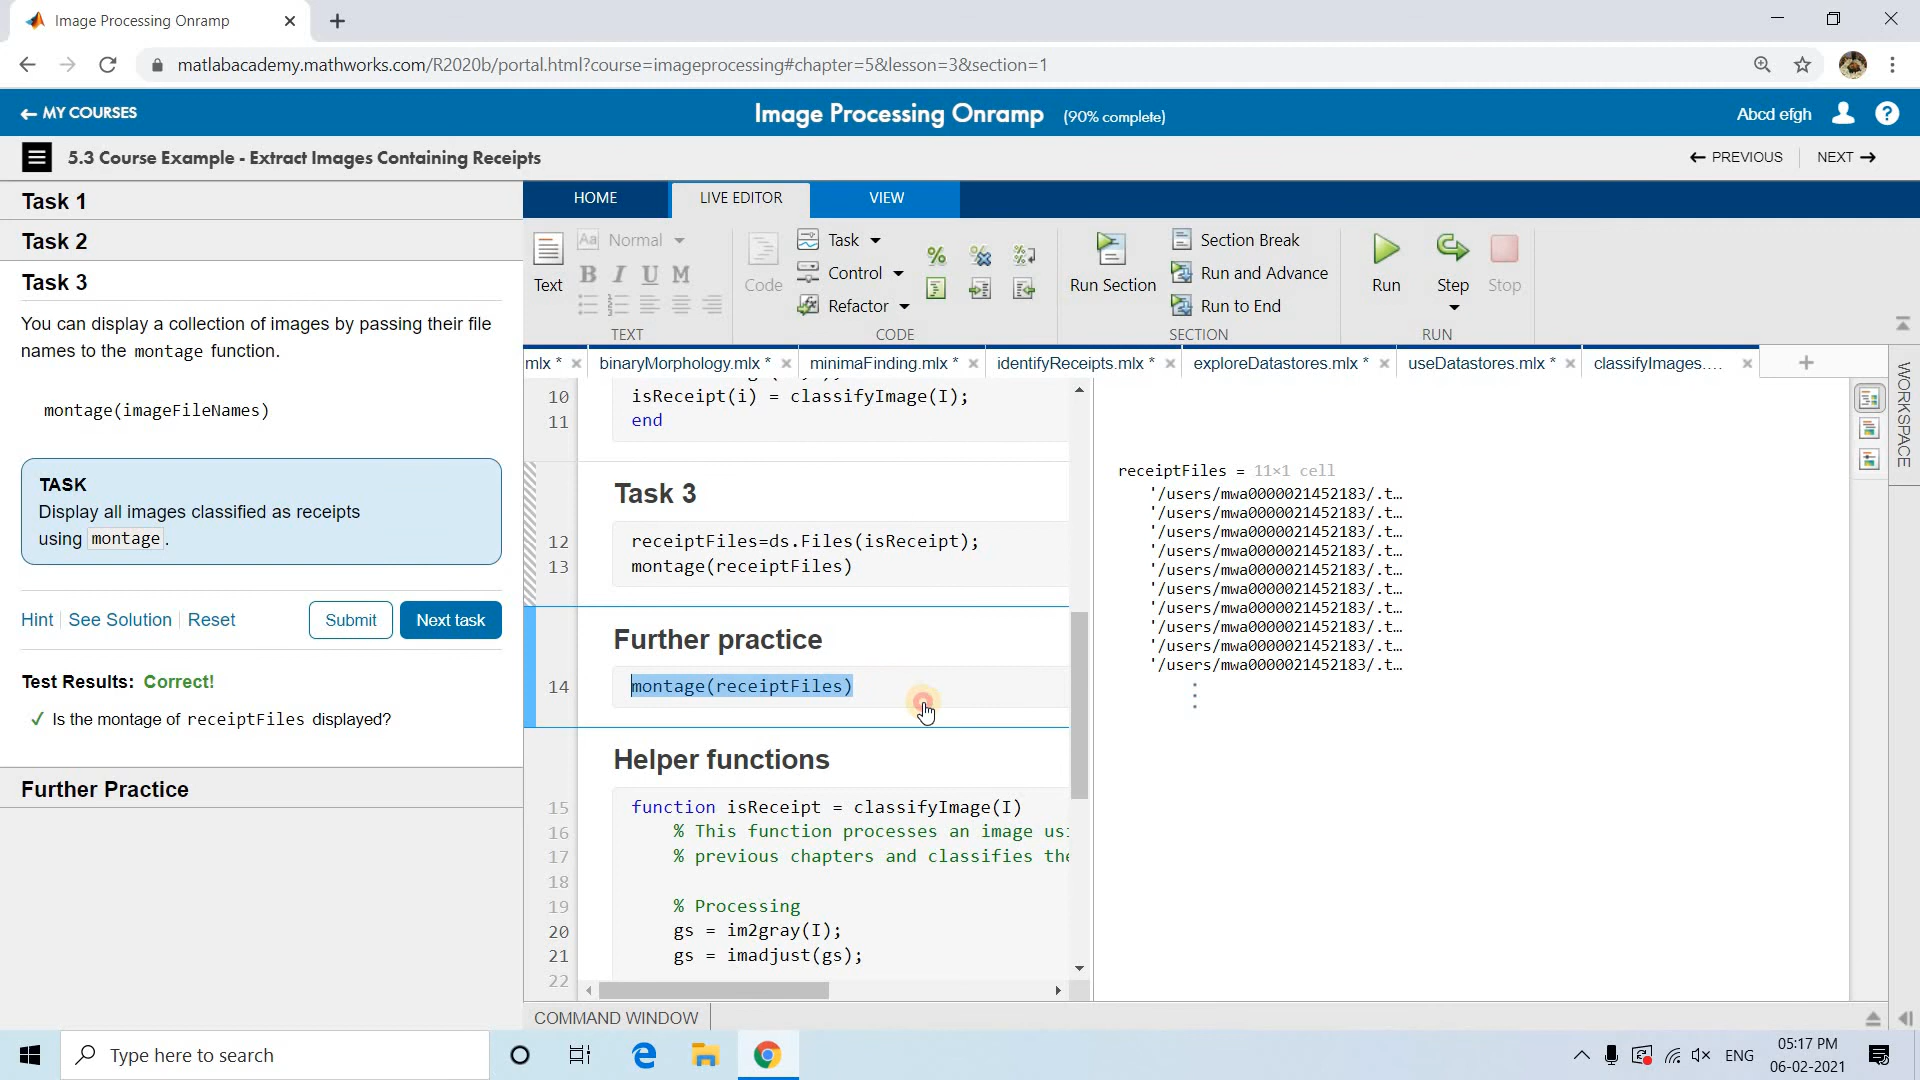 Image Processing Onramp
matlabacademy.mathworks.com/R2020b/portal.html?course=imageprocessing#chapter=5&lesson=3&section=1
MY COURSES
Image Processing Onramp (90% complete)
Abcd efgh
5.3 Course Example - Extract Images Containing Receipts
PREVIOUS
NEXT
Task 1
Task 2
Task 3
You can display a collection of images by passing their file
names to the montage function.
montage(imageFileNames)
TASK
Display all images classified as receipts
using montage.
Hint
See Solution
Reset
Submit
Next task
Test Results: Correct!
✓ Is the montage of receiptFiles displayed?
Further Practice
HOME
LIVE EDITOR
VIEW
Text
Aa Normal
B I U M
TEXT
Code
Task
Control
Refactor
CODE
Run Section
Section Break
Run and Advance
Run to End
SECTION
Run
Step
Stop
RUN
mlx *
binaryMorphology.mlx *
minimaFinding.mlx *
identifyReceipts.mlx *
exploreDatastores.mlx *
useDatastores.mlx *
classifyImages....
10 isReceipt(i) = classifyImage(I);
11 end
Task 3
12 receiptFiles=ds.Files(isReceipt);
13 montage(receiptFiles)
Further practice
14 montage(receiptFiles)
Helper functions
15 function isReceipt = classifyImage(I)
16 % This function processes an image usi
17 % previous chapters and classifies the
18
19 % Processing
20 gs = im2gray(I);
21 gs = imadjust(gs);
22
receiptFiles = 11×1 cell
'/users/mwa0000021452183/.t…
'/users/mwa0000021452183/.t…
'/users/mwa0000021452183/.t…
'/users/mwa0000021452183/.t…
'/users/mwa0000021452183/.t…
'/users/mwa0000021452183/.t…
'/users/mwa0000021452183/.t…
'/users/mwa0000021452183/.t…
'/users/mwa0000021452183/.t…
'/users/mwa0000021452183/.t…
WORKSPACE
COMMAND WINDOW
Type here to search
ENG
05:17 PM
06-02-2021